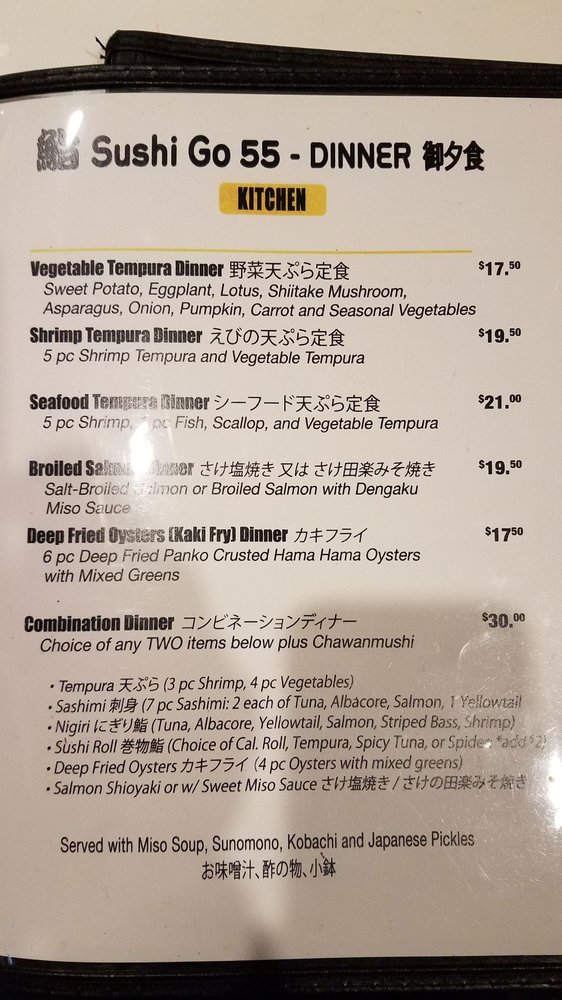 鮨 Sushi Go 55 - DINNER 御夕食
KITCHEN
Vegetable Tempura Dinner 野菜天ぷら定食 $17.50
Sweet Potato, Eggplant, Lotus, Shiitake Mushroom,
Asparagus, Onion, Pumpkin, Carrot and Seasonal Vegetables
Shrimp Tempura Dinner えびの天ぷら定食 $19.50
5 pc Shrimp Tempura and Vegetable Tempura
Seafood Tempura Dinner シーフード天ぷら定食 $21.00
5 pc Shrimp, pc Fish, Scallop, and Vegetable Tempura
Broiled Salmon Dinner さけ塩焼き 又は さけ田楽みそ焼き $19.50
Salt-Broiled Salmon or Broiled Salmon with Dengaku
Miso Sauce
Deep Fried Oysters (Kaki Fry) Dinner カキフライ $17.50
6 pc Deep Fried Panko Crusted Hama Hama Oysters
with Mixed Greens
Combination Dinner コンビネーションディナー $30.00
Choice of any TWO items below plus Chawanmushi
• Tempura 天ぷら (3 pc Shrimp, 4 pc Vegetables)
• Sashimi 刺身 (7 pc Sashimi: 2 each of Tuna, Albacore, Salmon, 1 Yellowtail
• Nigiri にぎり鮨 (Tuna, Albacore, Yellowtail, Salmon, Striped Bass, Shrimp)
• Sushi Roll 巻物鮨 (Choice of Cal. Roll, Tempura, Spicy Tuna, or Spider *add $2)
• Deep Fried Oysters カキフライ (4 pc Oysters with mixed greens)
• Salmon Shioyaki or w/ Sweet Miso Sauce さけ塩焼き / さけの田楽みそ焼き
Served with Miso Soup, Sunomono, Kobachi and Japanese Pickles
お味噌汁、酢の物、小鉢